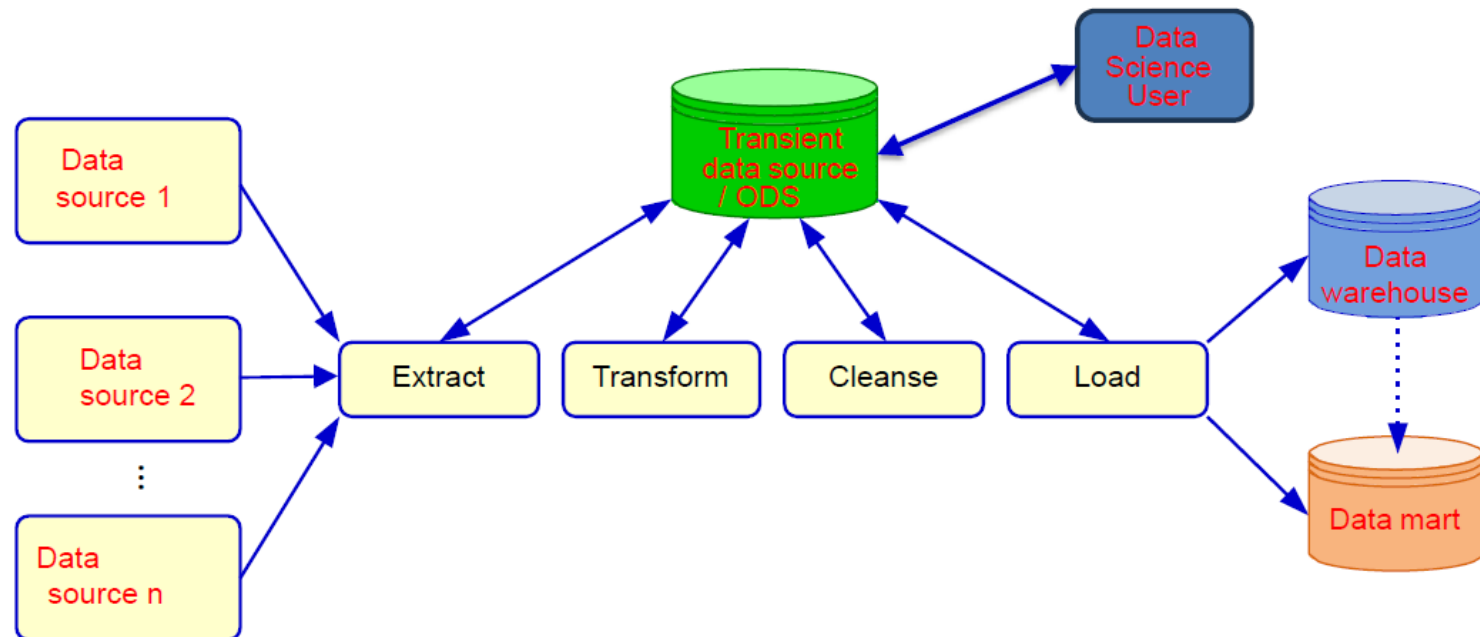 Data
Science
User
Transient
data source
/ ODS
Data
source 1
Data
source 2
⋮
Data
source n
Extract
Transform
Cleanse
Load
Data
warehouse
Data mart